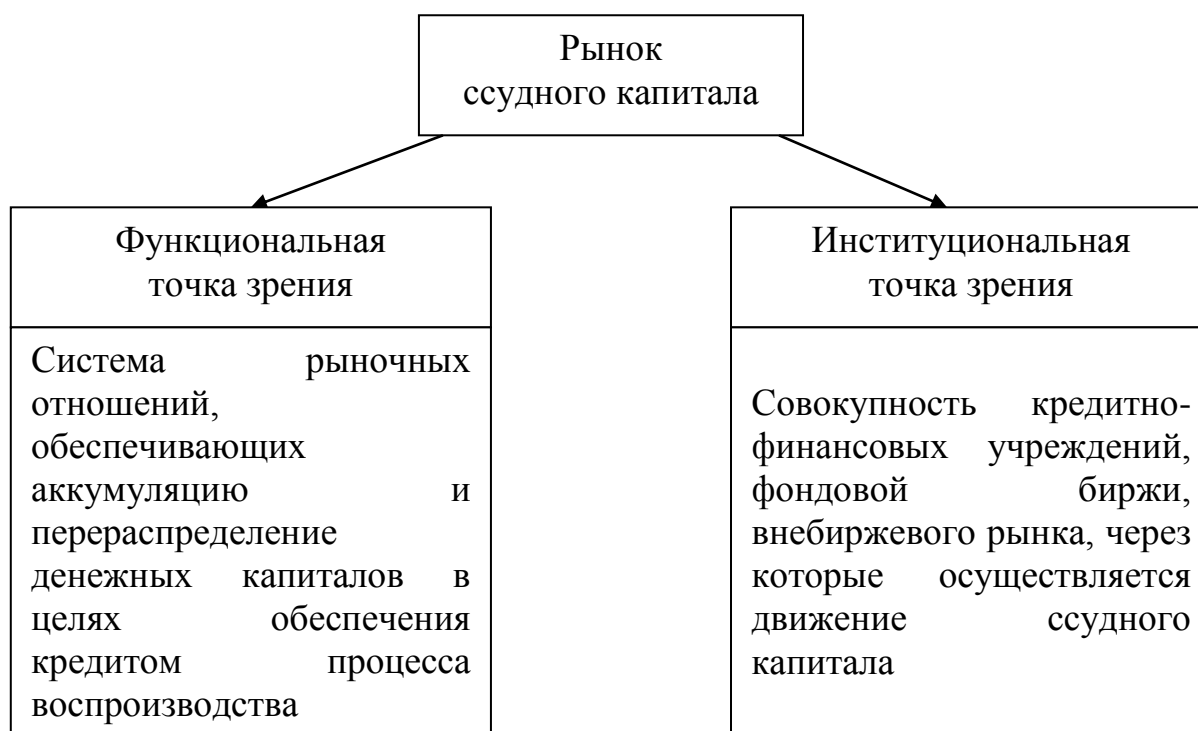 Рынок
ссудного капитала
Функциональная
точка зрения
Система рыночных
отношений,
обеспечивающих
аккумуляцию и
перераспределение
денежных капиталов в
целях обеспечения
кредитом процесса
воспроизводства
Институциональная
точка зрения
Совокупность кредитно-
финансовых учреждений,
фондовой биржи,
внебиржевого рынка, через
которые осуществляется
движение ссудного
капитала